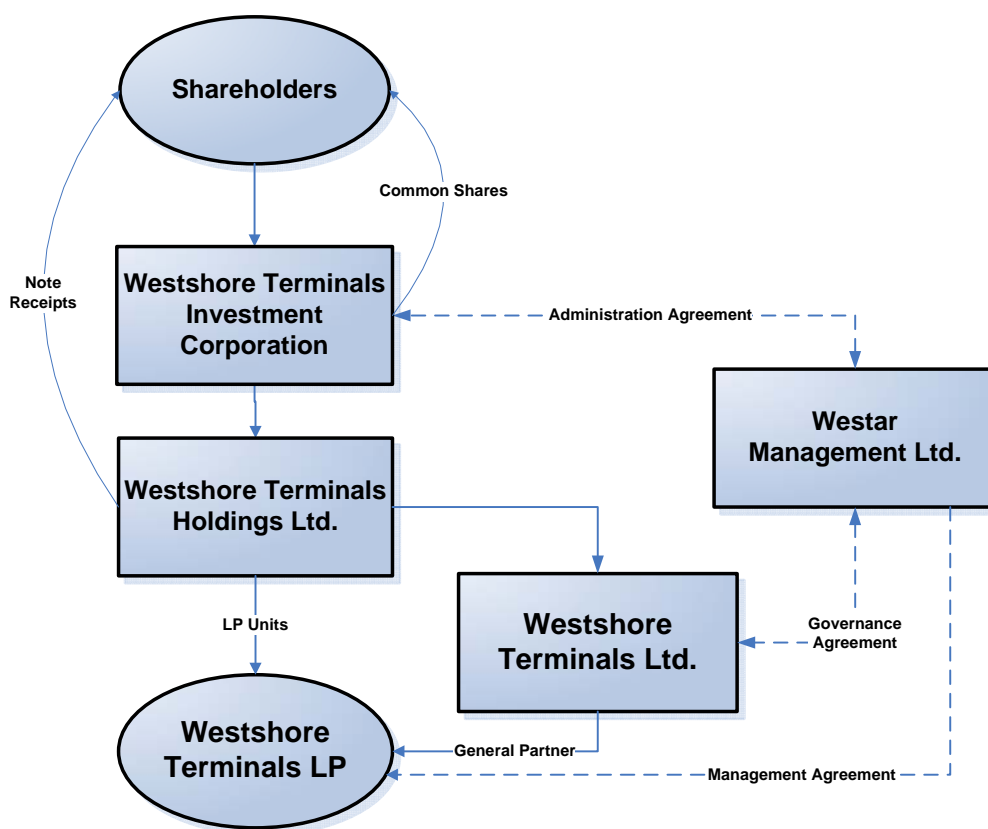 Shareholders
Common Shares
Westshore Terminals
Investment
Corporation
Note
Receipts
Administration Agreement
Westar
Management Ltd.
Westshore Terminals
Holdings Ltd.
LP Units
Westshore
Terminals Ltd.
Governance
Agreement
Westshore
Terminals LP
General Partner
Management Agreement